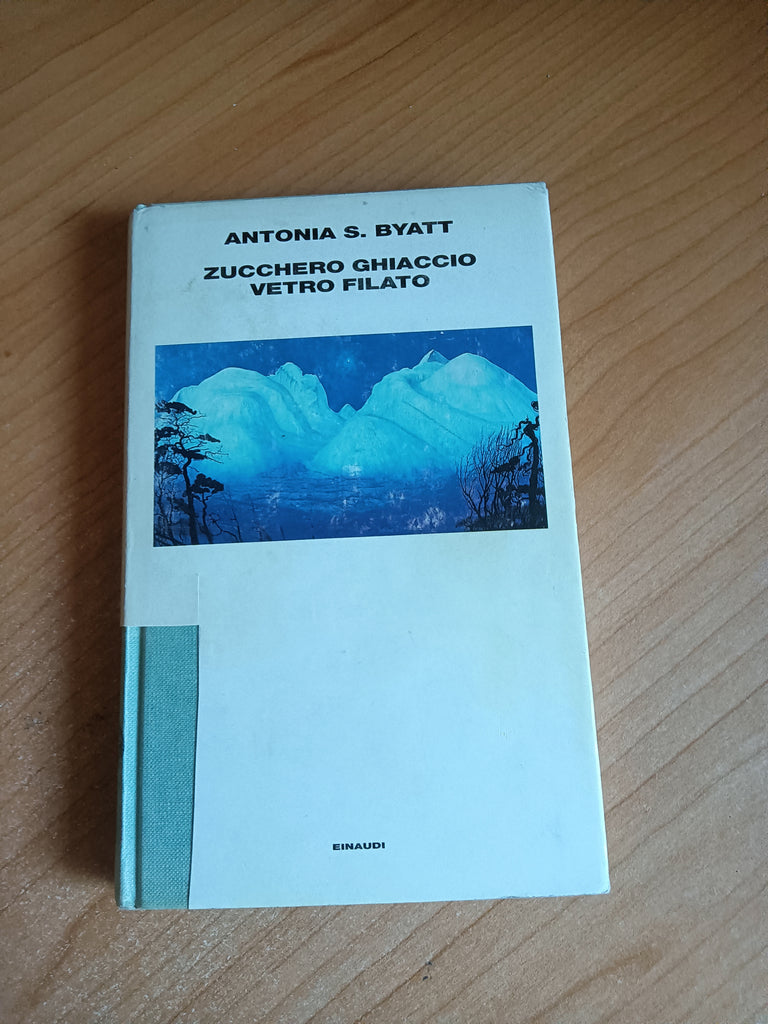 ANTONIA S. BYATT
ZUCCHERO GHIACCIO
VETRO FILATO
EINAUDI